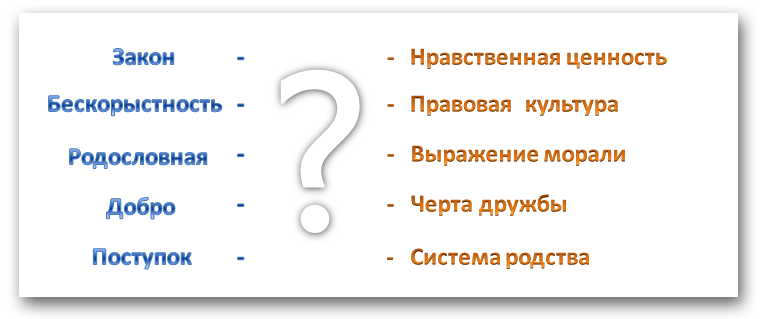 Закон - - Нравственная ценность
Бескорыстность - - Правовая культура
Родословная - - Выражение морали
Добро - - Черта дружбы
Поступок - - Система родства
?